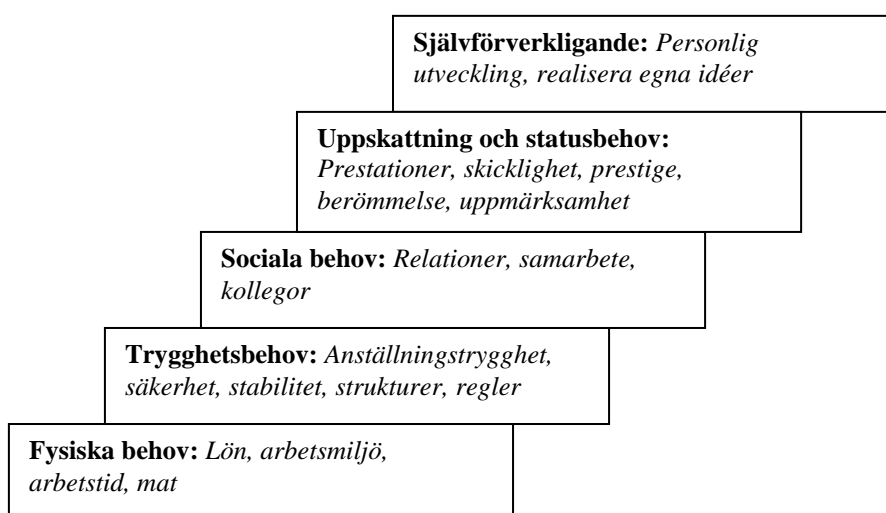 Självförverkligande: Personlig
utveckling, realisera egna idéer
Uppskattning och statusbehov:
Prestationer, skicklighet, prestige,
berömmelse, uppmärksamhet
Sociala behov: Relationer, samarbete,
kollegor
Trygghetsbehov: Anställningstrygghet,
säkerhet, stabilitet, strukturer, regler
Fysiska behov: Lön, arbetsmiljö,
arbetstid, mat